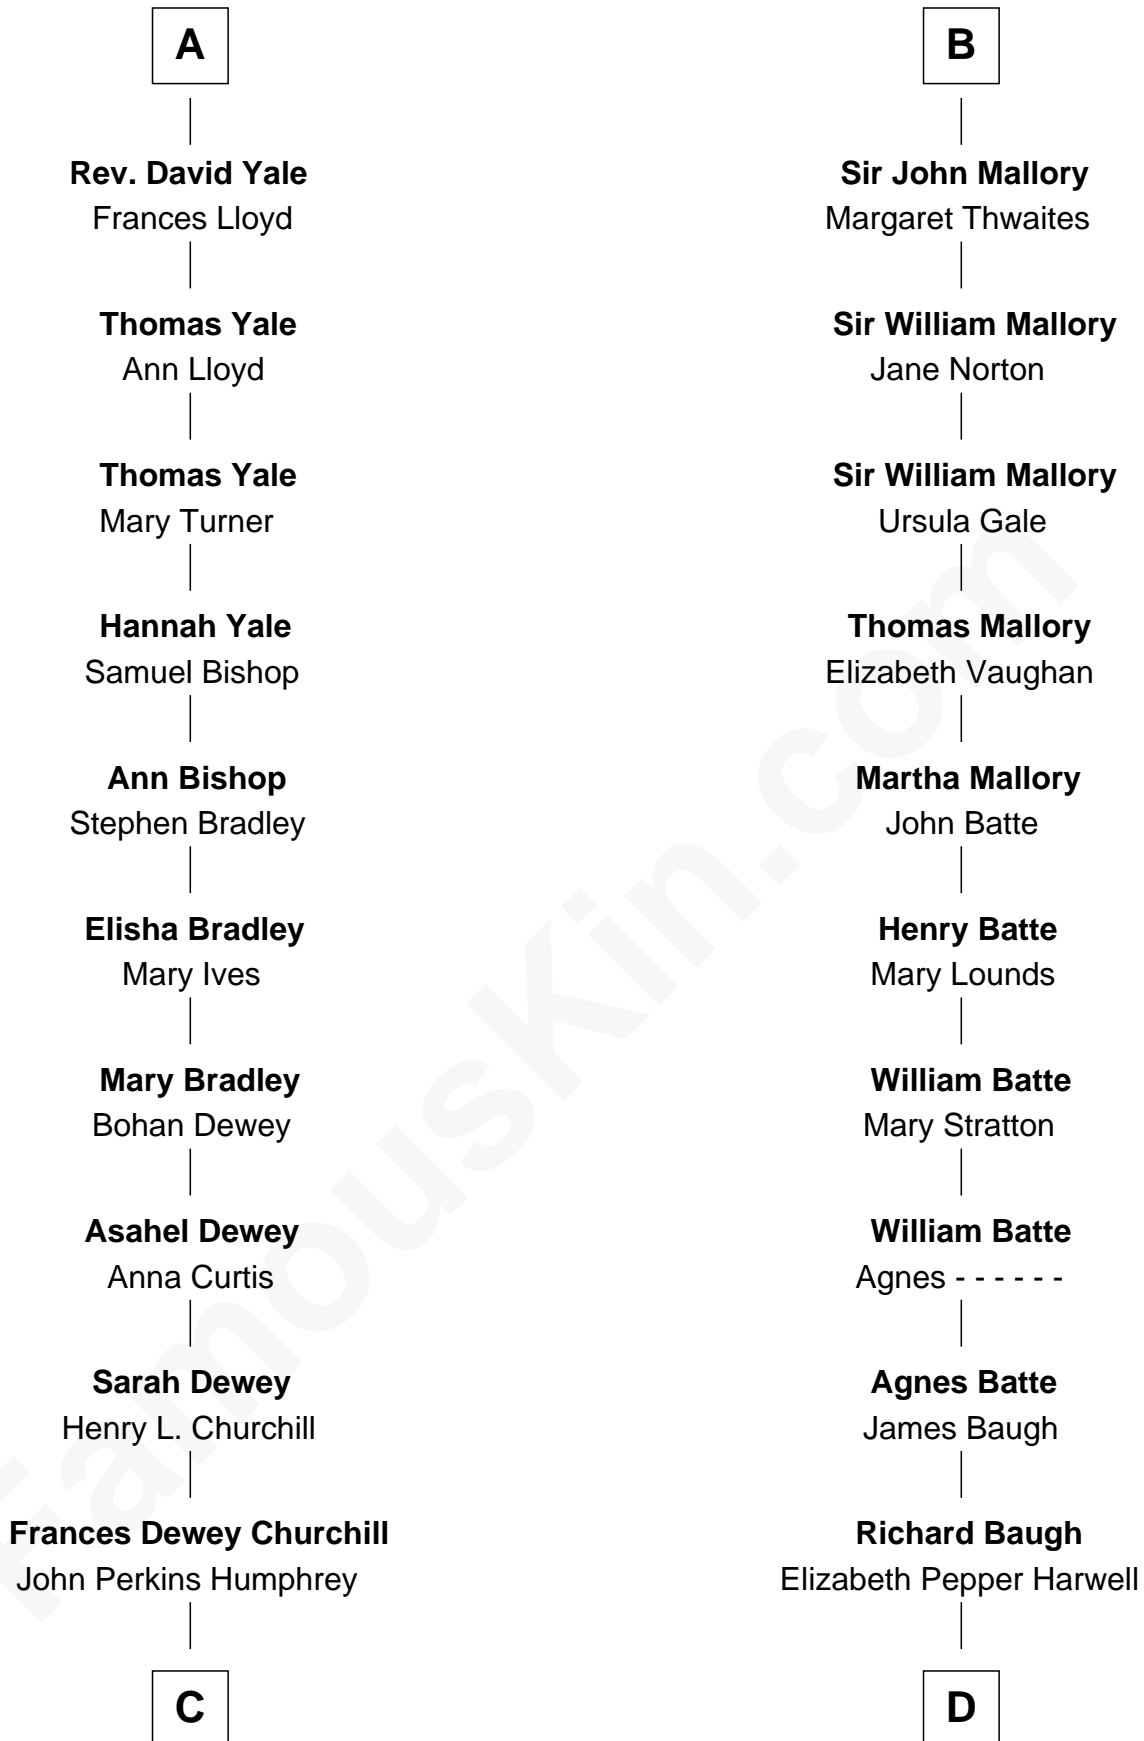 A
Rev. David Yale
Frances Lloyd
Thomas Yale
Ann Lloyd
Thomas Yale
Mary Turner
Hannah Yale
Samuel Bishop
Ann Bishop
Stephen Bradley
Elisha Bradley
Mary Ives
Mary Bradley
Bohan Dewey
Asahel Dewey
Anna Curtis
Sarah Dewey
Henry L. Churchill
Frances Dewey Churchill
John Perkins Humphrey
C
B
Sir John Mallory
Margaret Thwaites
Sir William Mallory
Jane Norton
Sir William Mallory
Ursula Gale
Thomas Mallory
Elizabeth Vaughan
Martha Mallory
John Batte
Henry Batte
Mary Lounds
William Batte
Mary Stratton
William Batte
Agnes - - - - - -
Agnes Batte
James Baugh
Richard Baugh
Elizabeth Pepper Harwell
D
FamousKin.com